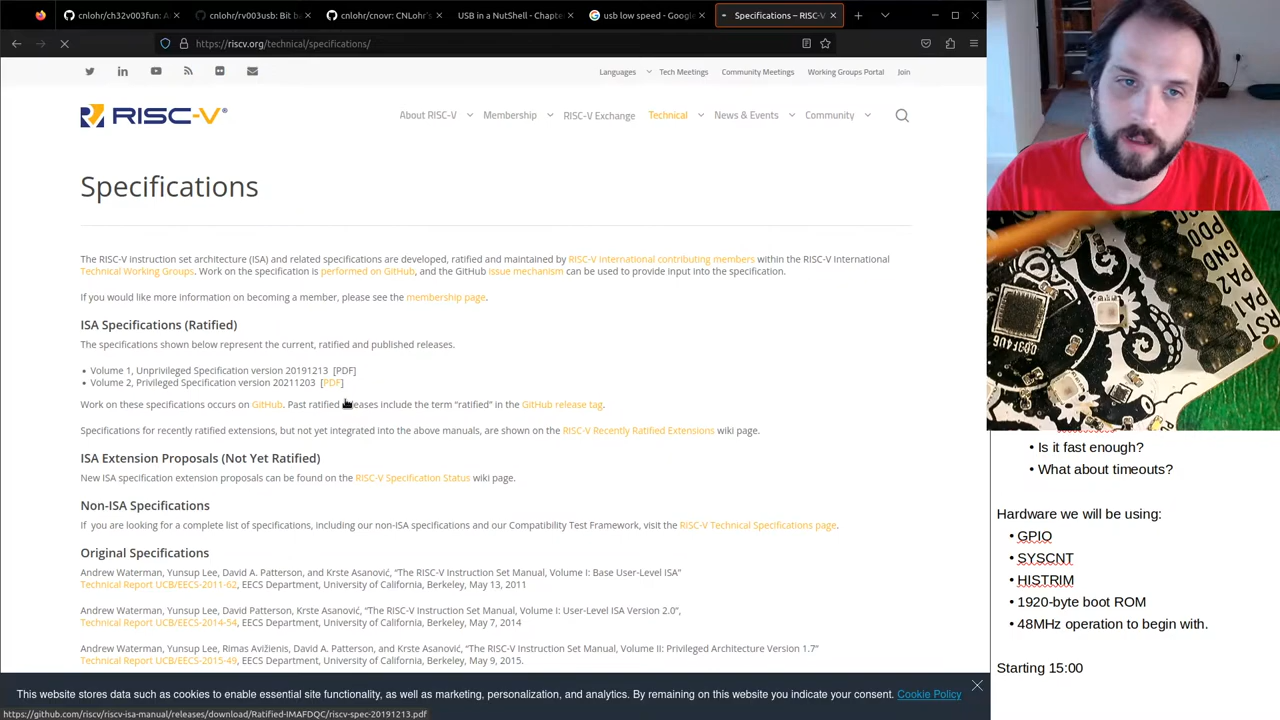 cnlohr/ch32v003fun: A
cnlohr/rv003usb: Bit b
cnlohr/cnovr: CNLohr's
USB in a NutShell - Chapte
usb low speed - Google
Specifications – RISC-V
https://riscv.org/technical/specifications/
Languages
Tech Meetings
Community Meetings
Working Groups Portal
Join
RISC-V®
About RISC-V
Membership
RISC-V Exchange
Technical
News & Events
Community
Specifications
The RISC-V instruction set architecture (ISA) and related specifications are developed, ratified and maintained by RISC-V International contributing members within the RISC-V International
Technical Working Groups. Work on the specification is performed on GitHub, and the GitHub issue mechanism can be used to provide input into the specification.
If you would like more information on becoming a member, please see the membership page.
ISA Specifications (Ratified)
The specifications shown below represent the current, ratified and published releases.
• Volume 1, Unprivileged Specification version 20191213 [PDF]
• Volume 2, Privileged Specification version 20211203 [PDF]
Work on these specifications occurs on GitHub. Past ratified releases include the term “ratified” in the GitHub release tag.
Specifications for recently ratified extensions, but not yet integrated into the above manuals, are shown on the RISC-V Recently Ratified Extensions wiki page.
ISA Extension Proposals (Not Yet Ratified)
New ISA specification extension proposals can be found on the RISC-V Specification Status wiki page.
Non-ISA Specifications
If you are looking for a complete list of specifications, including our non-ISA specifications and our Compatibility Test Framework, visit the RISC-V Technical Specifications page.
Original Specifications
Andrew Waterman, Yunsup Lee, David A. Patterson, and Krste Asanović, “The RISC-V Instruction Set Manual, Volume I: Base User-Level ISA”
Technical Report UCB/EECS-2011-62, EECS Department, University of California, Berkeley, May 13, 2011
Andrew Waterman, Yunsup Lee, David Patterson, and Krste Asanović, “The RISC-V Instruction Set Manual, Volume I: User-Level ISA Version 2.0”,
Technical Report UCB/EECS-2014-54, EECS Department, University of California, Berkeley, May 7, 2014
Andrew Waterman, Yunsup Lee, Rimas Avižienis, David A. Patterson, and Krste Asanović, “The RISC-V Instruction Set Manual, Volume II: Privileged Architecture Version 1.7”
Technical Report UCB/EECS-2015-49, EECS Department, University of California, Berkeley, May 9, 2015.
This website stores data such as cookies to enable essential site functionality, as well as marketing, personalization, and analytics. By remaining on this website you indicate your consent. Cookie Policy
https://github.com/riscv/riscv-isa-manual/releases/download/Ratified-IMAFDQC/riscv-spec-20191213.pdf
PD0
GND
PA2
PA1
RST
• Is it fast enough?
• What about timeouts?
Hardware we will be using:
• GPIO
• SYSCNT
• HISTRIM
• 1920-byte boot ROM
• 48MHz operation to begin with.
Starting 15:00